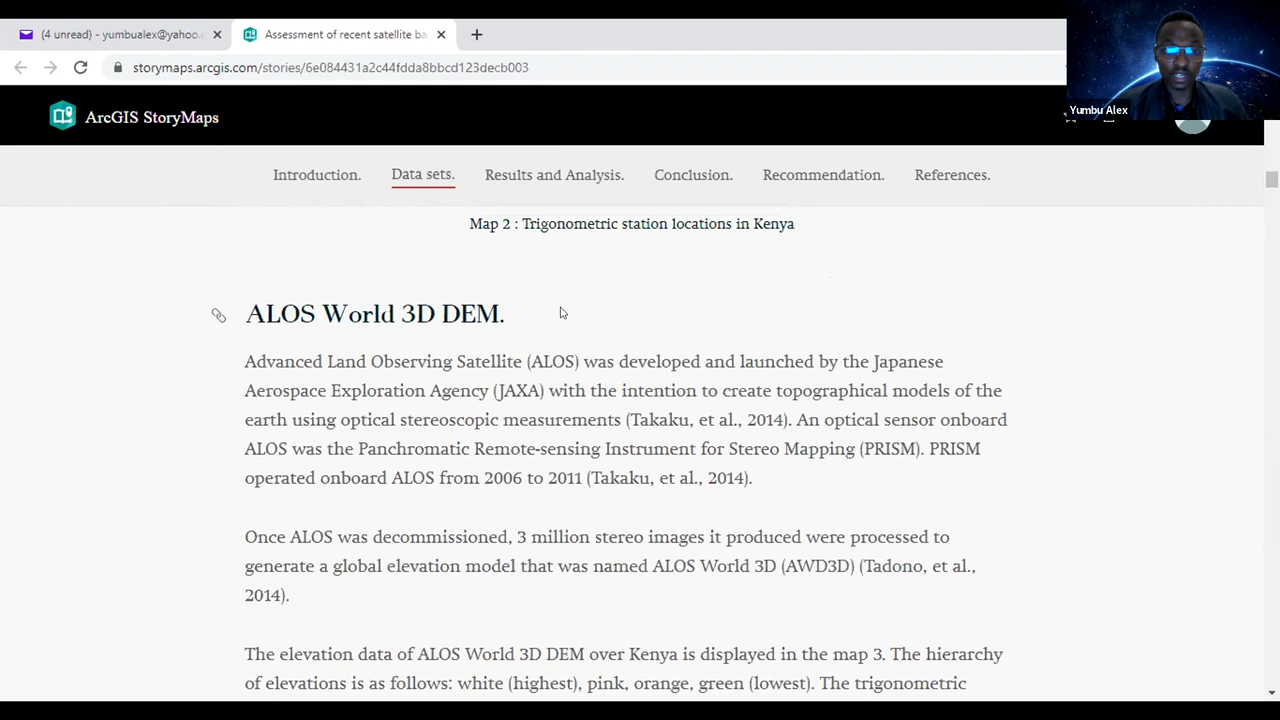 (4 unread) - yumbualex@yahoo.c
Assessment of recent satellite ba
storymaps.arcgis.com/stories/6e084431a2c44fdda8bbcd123decb003
Yumbu Alex
ArcGIS StoryMaps
Introduction. Data sets. Results and Analysis. Conclusion. Recommendation. References.
Map 2 : Trigonometric station locations in Kenya
ALOS World 3D DEM.
Advanced Land Observing Satellite (ALOS) was developed and launched by the Japanese
Aerospace Exploration Agency (JAXA) with the intention to create topographical models of the
earth using optical stereoscopic measurements (Takaku, et al., 2014). An optical sensor onboard
ALOS was the Panchromatic Remote-sensing Instrument for Stereo Mapping (PRISM). PRISM
operated onboard ALOS from 2006 to 2011 (Takaku, et al., 2014).
Once ALOS was decommissioned, 3 million stereo images it produced were processed to
generate a global elevation model that was named ALOS World 3D (AWD3D) (Tadono, et al.,
2014).
The elevation data of ALOS World 3D DEM over Kenya is displayed in the map 3. The hierarchy
of elevations is as follows: white (highest), pink, orange, green (lowest). The trigonometric